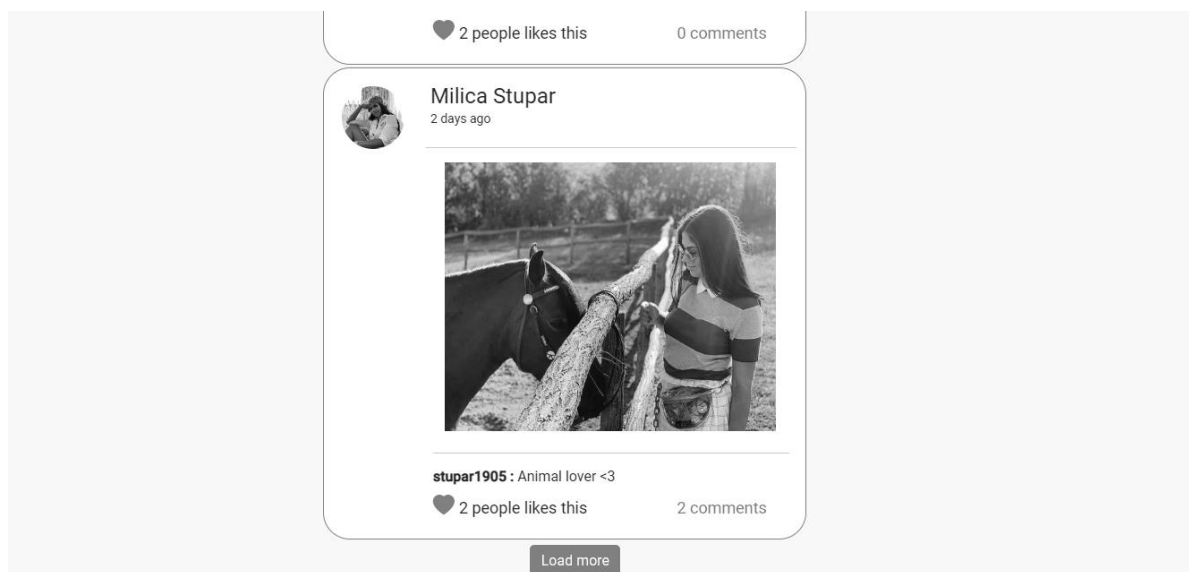 2 people likes this 0 comments
Milica Stupar
2 days ago
stupar1905 : Animal lover <3
2 people likes this 2 comments
Load more